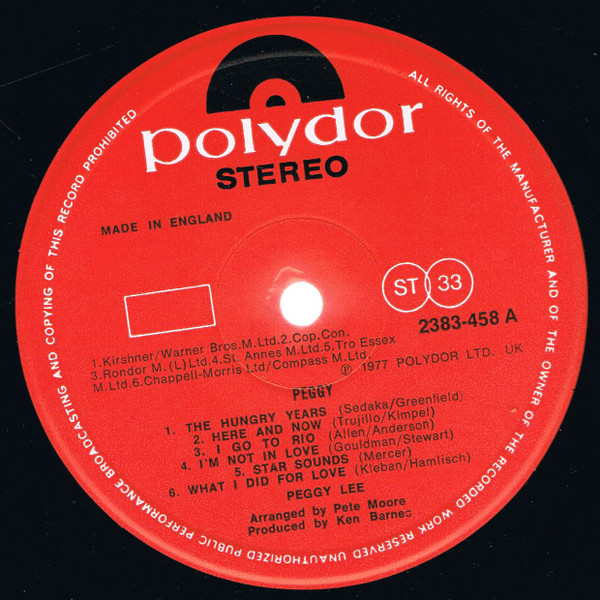 polydor
STEREO
MADE IN ENGLAND
ST 33
2383-458 A
1.Kirshner/Warner Bros.M.Ltd.2.Cop.Con.
3.Rondor M.(L)Ltd.4.St. Annes M.Ltd.5.Tro Essex
M.Ltd.6.Chappell-Morris Ltd/Compass M.Ltd.
℗ 1977 POLYDOR LTD. UK
PEGGY
1. THE HUNGRY YEARS (Sedaka/Greenfield)
2. HERE AND NOW (Trujillo/Kimpel)
3. I GO TO RIO (Allen/Anderson)
4. I'M NOT IN LOVE (Gouldman/Stewart)
5. STAR SOUNDS (Mercer)
6. WHAT I DID FOR LOVE (Kleban/Hamlisch)
PEGGY LEE
Arranged by Pete Moore
Produced by Ken Barnes
ALL RIGHTS OF THE MANUFACTURER AND OF THE OWNER OF THE RECORDED WORK RESERVED UNAUTHORIZED PUBLIC PERFORMANCE BROADCASTING AND COPYING OF THIS RECORD PROHIBITED